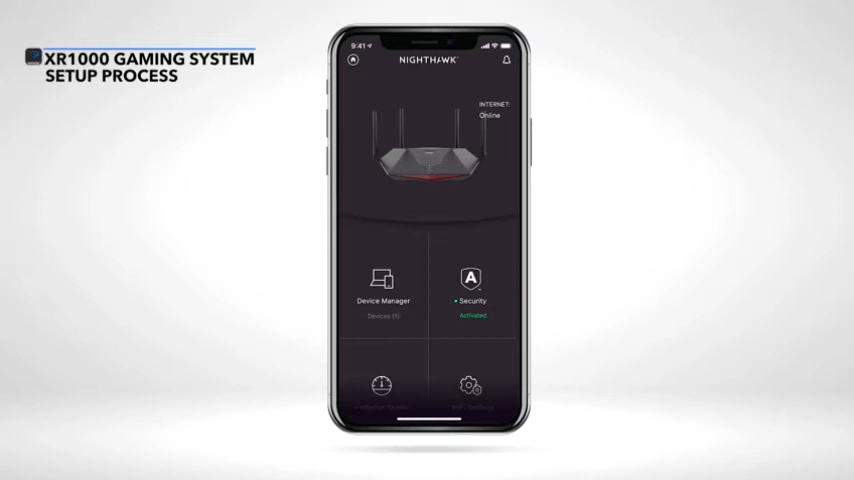 XR1000 GAMING SYSTEM
SETUP PROCESS
9:41
NIGHTHAWK
INTERNET:
Online
Device Manager
Devices (1)
Security
Activated